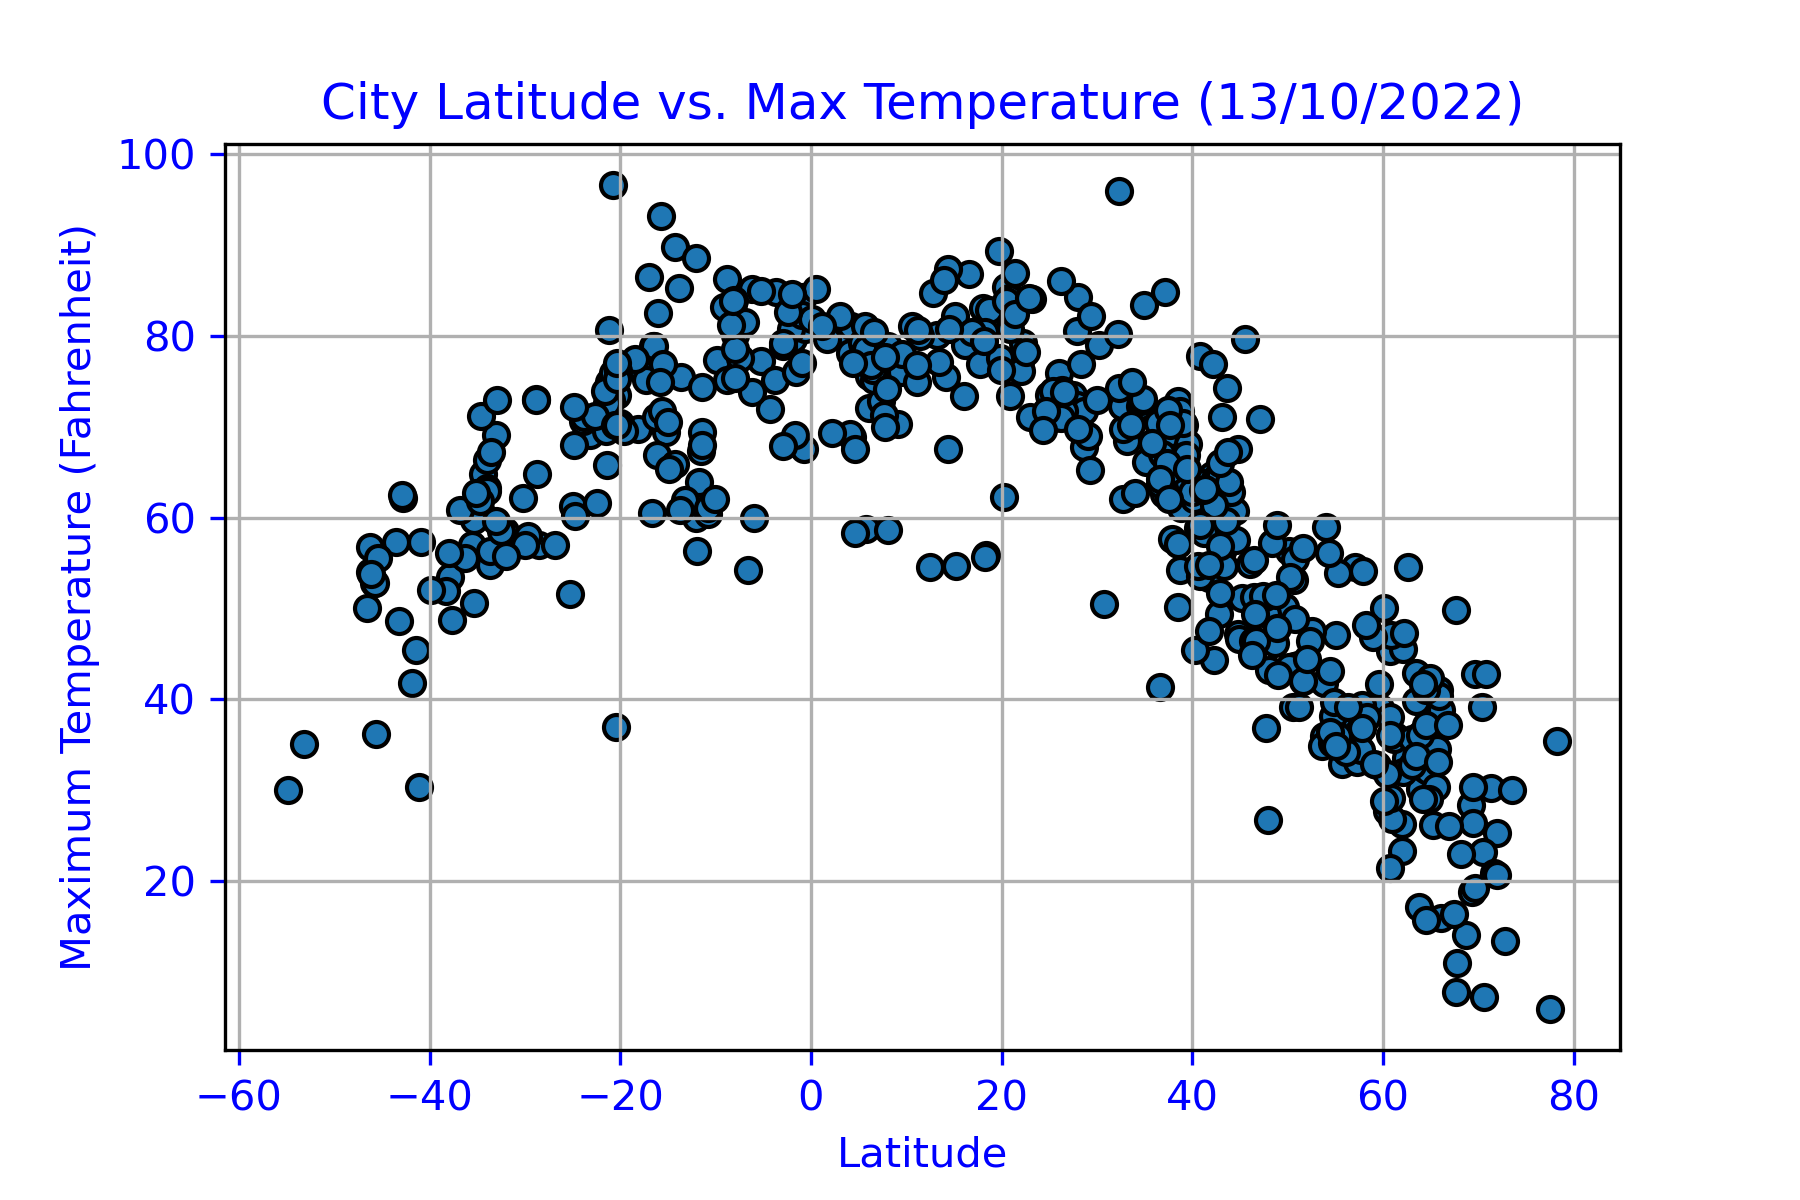 City Latitude vs. Max Temperature (13/10/2022)
Maximum Temperature (Fahrenheit)
100
80
60
40
20
−60 −40 −20 0 20 40 60 80
Latitude